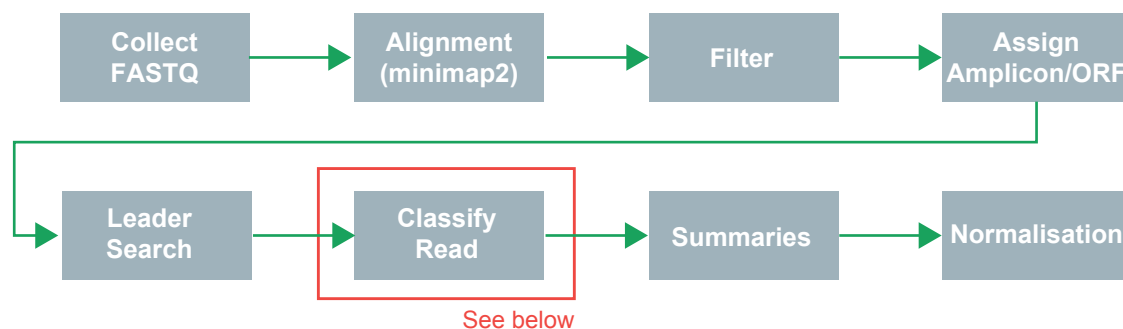 Collect
FASTQ
Alignment
(minimap2)
Filter
Assign
Amplicon/ORF
Leader
Search
Classify
Read
Summaries
Normalisation
See below